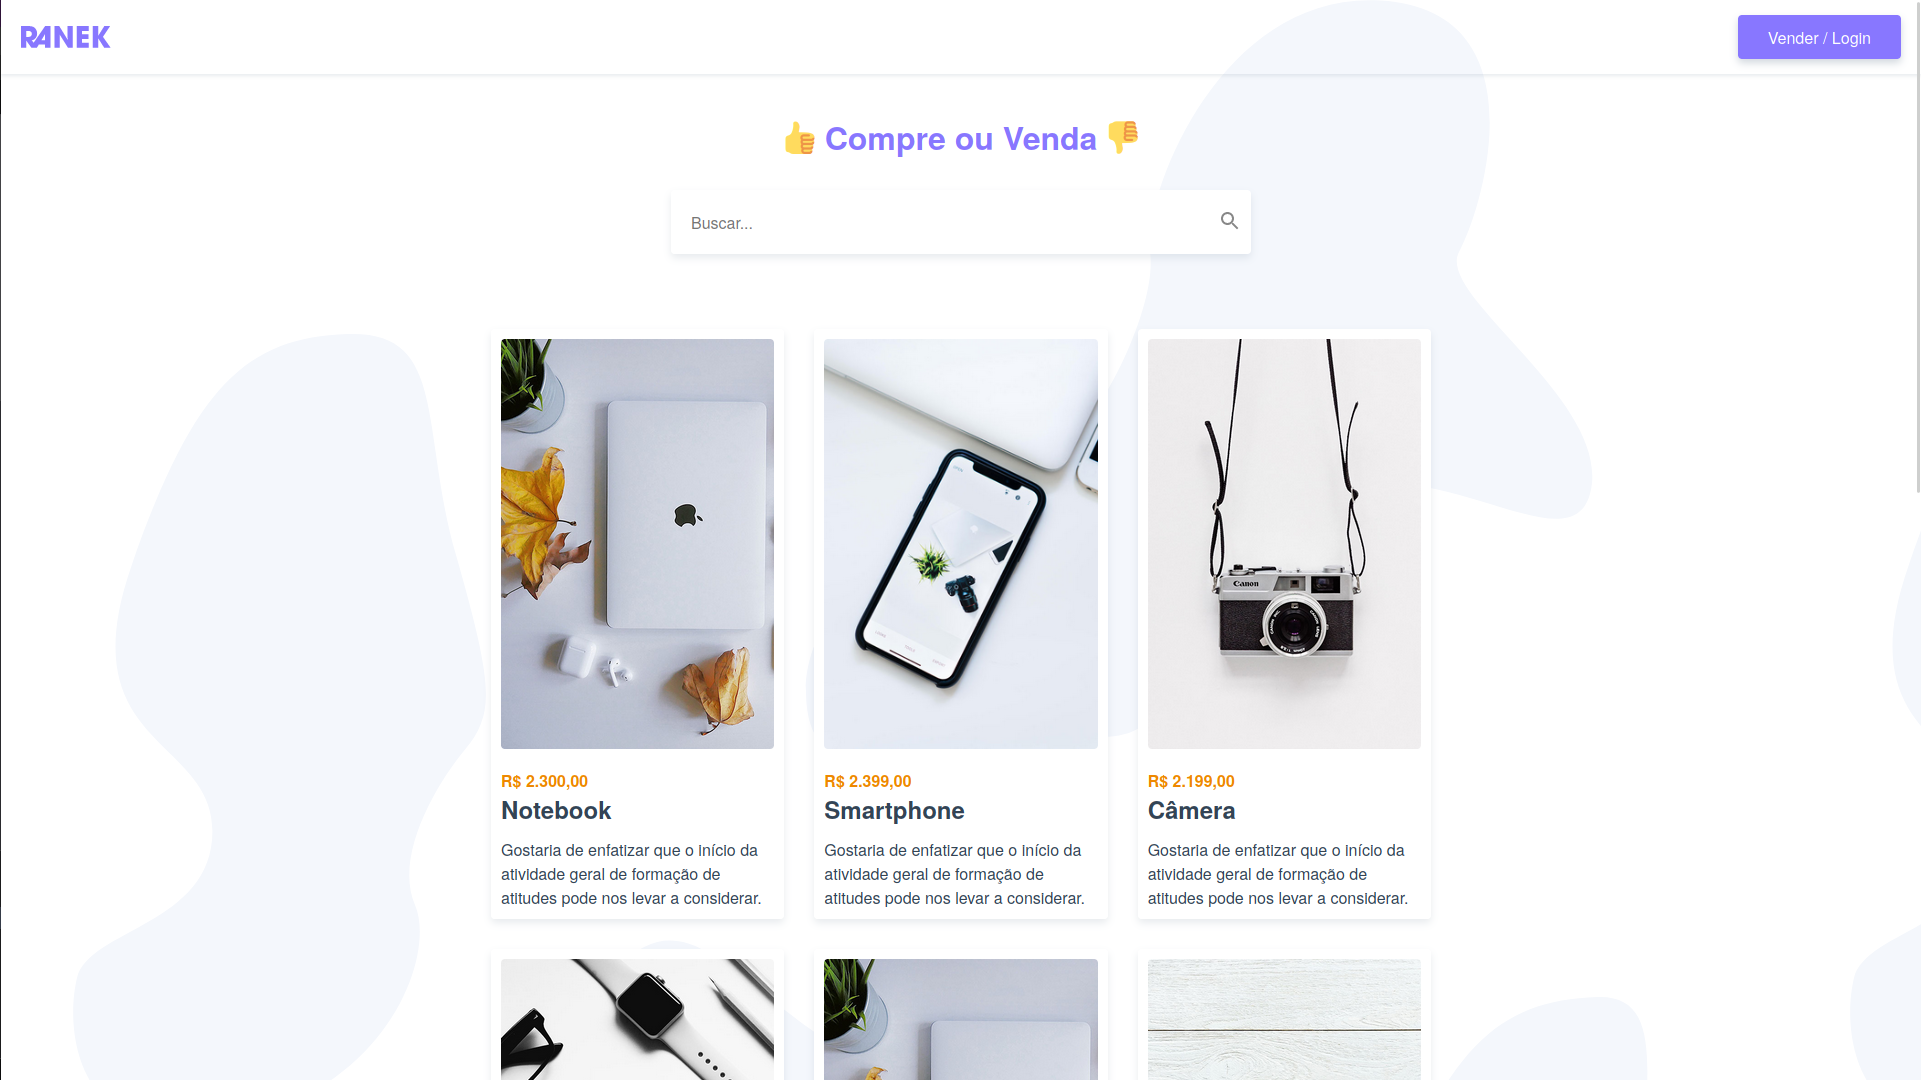 RANEK
Vender / Login
👍 Compre ou Venda 👎
Buscar...
Canon
R$ 2.300,00
Notebook
Gostaria de enfatizar que o início da
atividade geral de formação de
atitudes pode nos levar a considerar.
R$ 2.399,00
Smartphone
Gostaria de enfatizar que o início da
atividade geral de formação de
atitudes pode nos levar a considerar.
R$ 2.199,00
Câmera
Gostaria de enfatizar que o início da
atividade geral de formação de
atitudes pode nos levar a considerar.